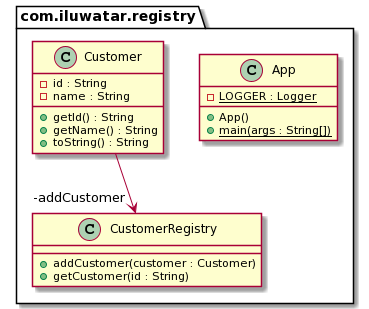 com.iluwatar.registry
C Customer
id : String
name : String
getId() : String
getName() : String
toString() : String
C App
LOGGER : Logger
App()
main(args : String[])
-addCustomer
C CustomerRegistry
addCustomer(customer : Customer)
getCustomer(id : String)